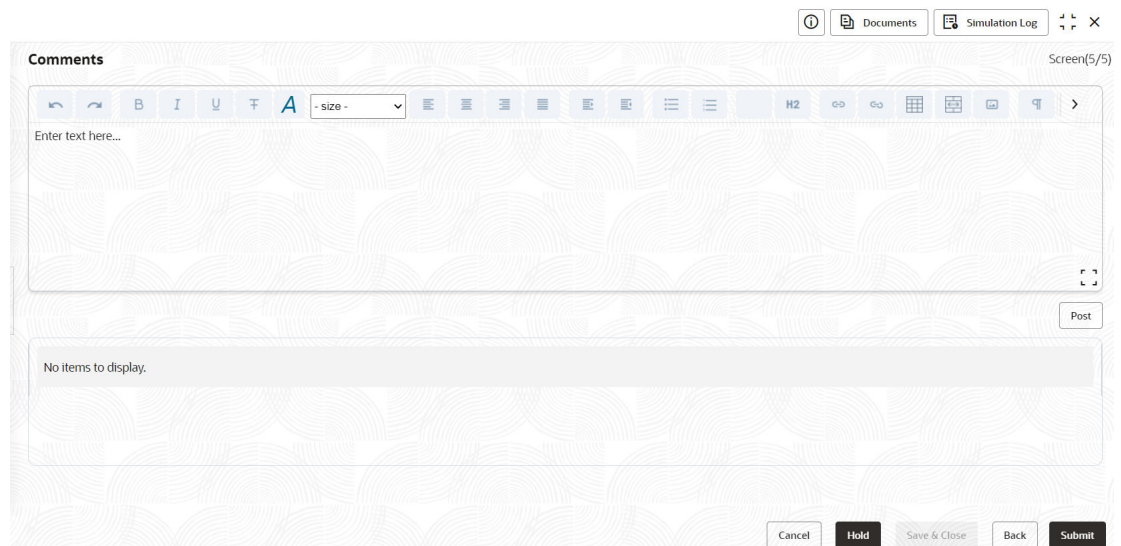 Documents Simulation Log
Comments Screen(5/5)
B I U T A - size - H2 ¶
Enter text here...
Post
No items to display.
Cancel Hold Save & Close Back Submit